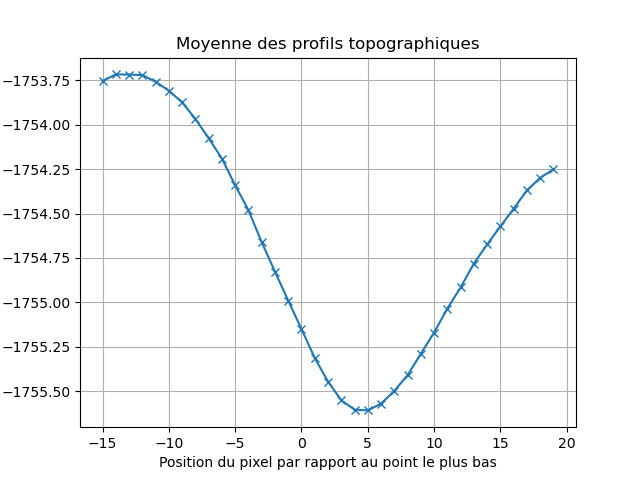 Moyenne des profils topographiques
−1753.75
−1754.00
−1754.25
−1754.50
−1754.75
−1755.00
−1755.25
−1755.50
−15 −10 −5 0 5 10 15 20
Position du pixel par rapport au point le plus bas